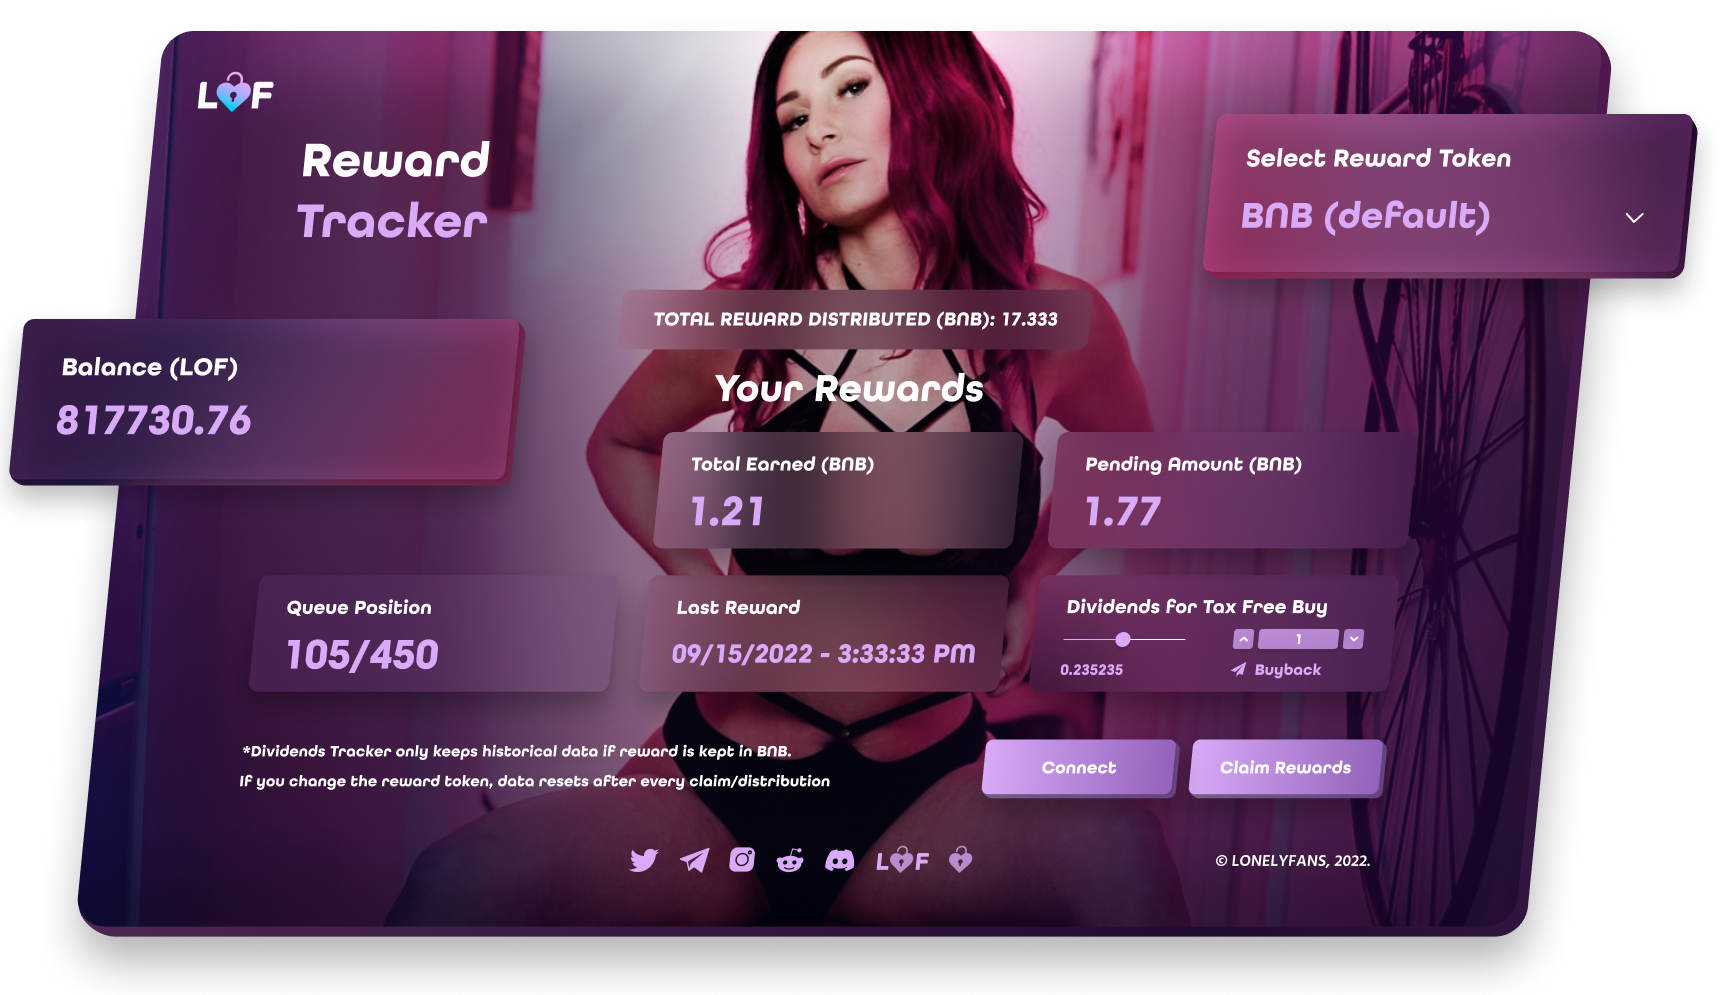 LOF
Reward
Tracker
Select Reward Token
BNB (default)
TOTAL REWARD DISTRIBUTED (BNB): 17.333
Balance (LOF)
817730.76
Your Rewards
Total Earned (BNB)
1.21
Pending Amount (BNB)
1.77
Queue Position
105/450
Last Reward
09/15/2022 - 3:33:33 PM
Dividends for Tax Free Buy
1
0.235235
Buyback
*Dividends Tracker only keeps historical data if reward is kept in BNB.
If you change the reward token, data resets after every claim/distribution
Connect
Claim Rewards
LOF
© LONELYFANS, 2022.